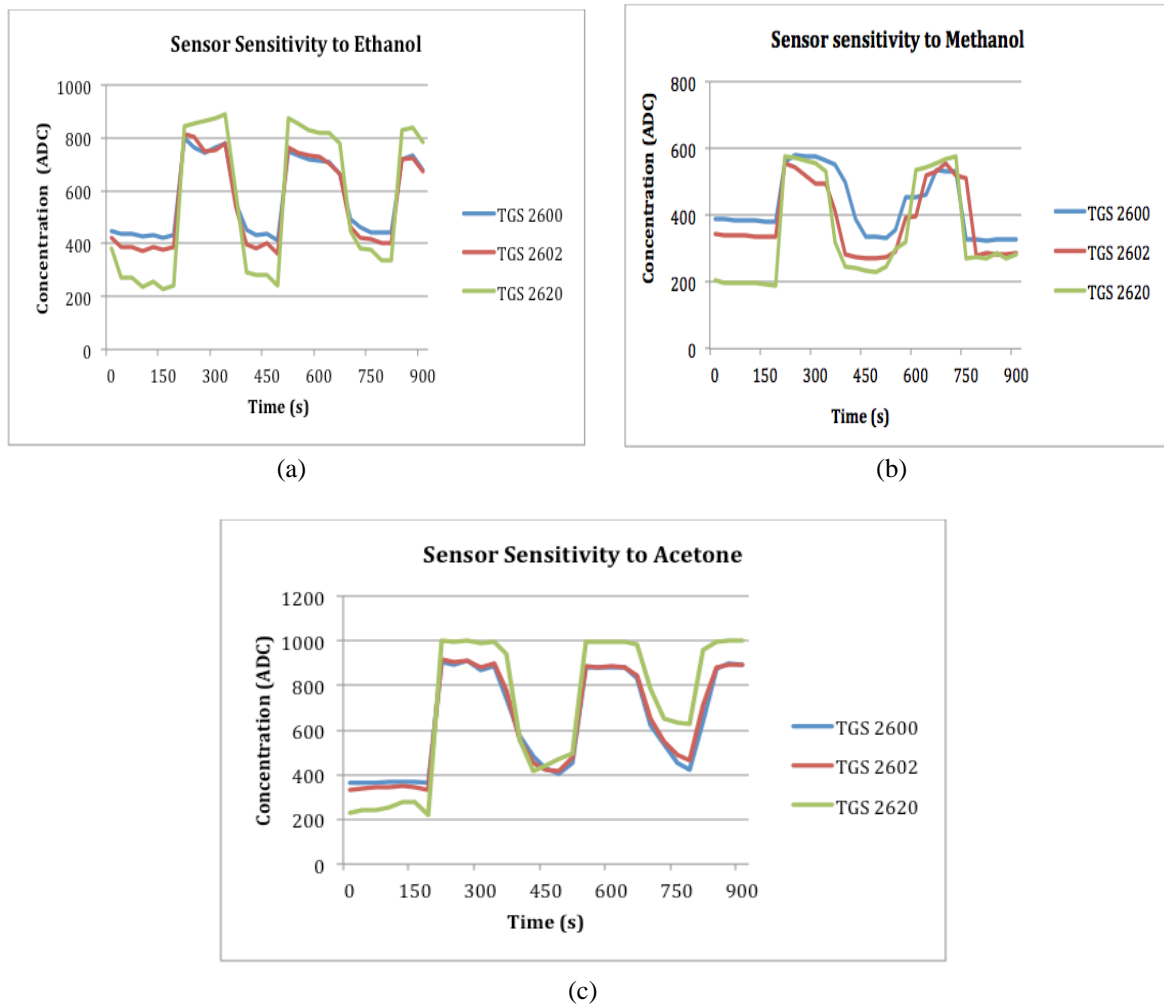 Sensor Sensitivity to Ethanol
1000
800
600
400
200
0
Concentration (ADC)
0 150 300 450 600 750 900
Time (s)
TGS 2600
TGS 2602
TGS 2620
(a)
Sensor sensitivity to Methanol
800
600
400
200
0
Concentration (ADC)
0 150 300 450 600 750 900
Time (s)
TGS 2600
TGS 2602
TGS 2620
(b)
Sensor Sensitivity to Acetone
1200
1000
800
600
400
200
0
Concentration (ADC)
0 150 300 450 600 750 900
Time (s)
TGS 2600
TGS 2602
TGS 2620
(c)